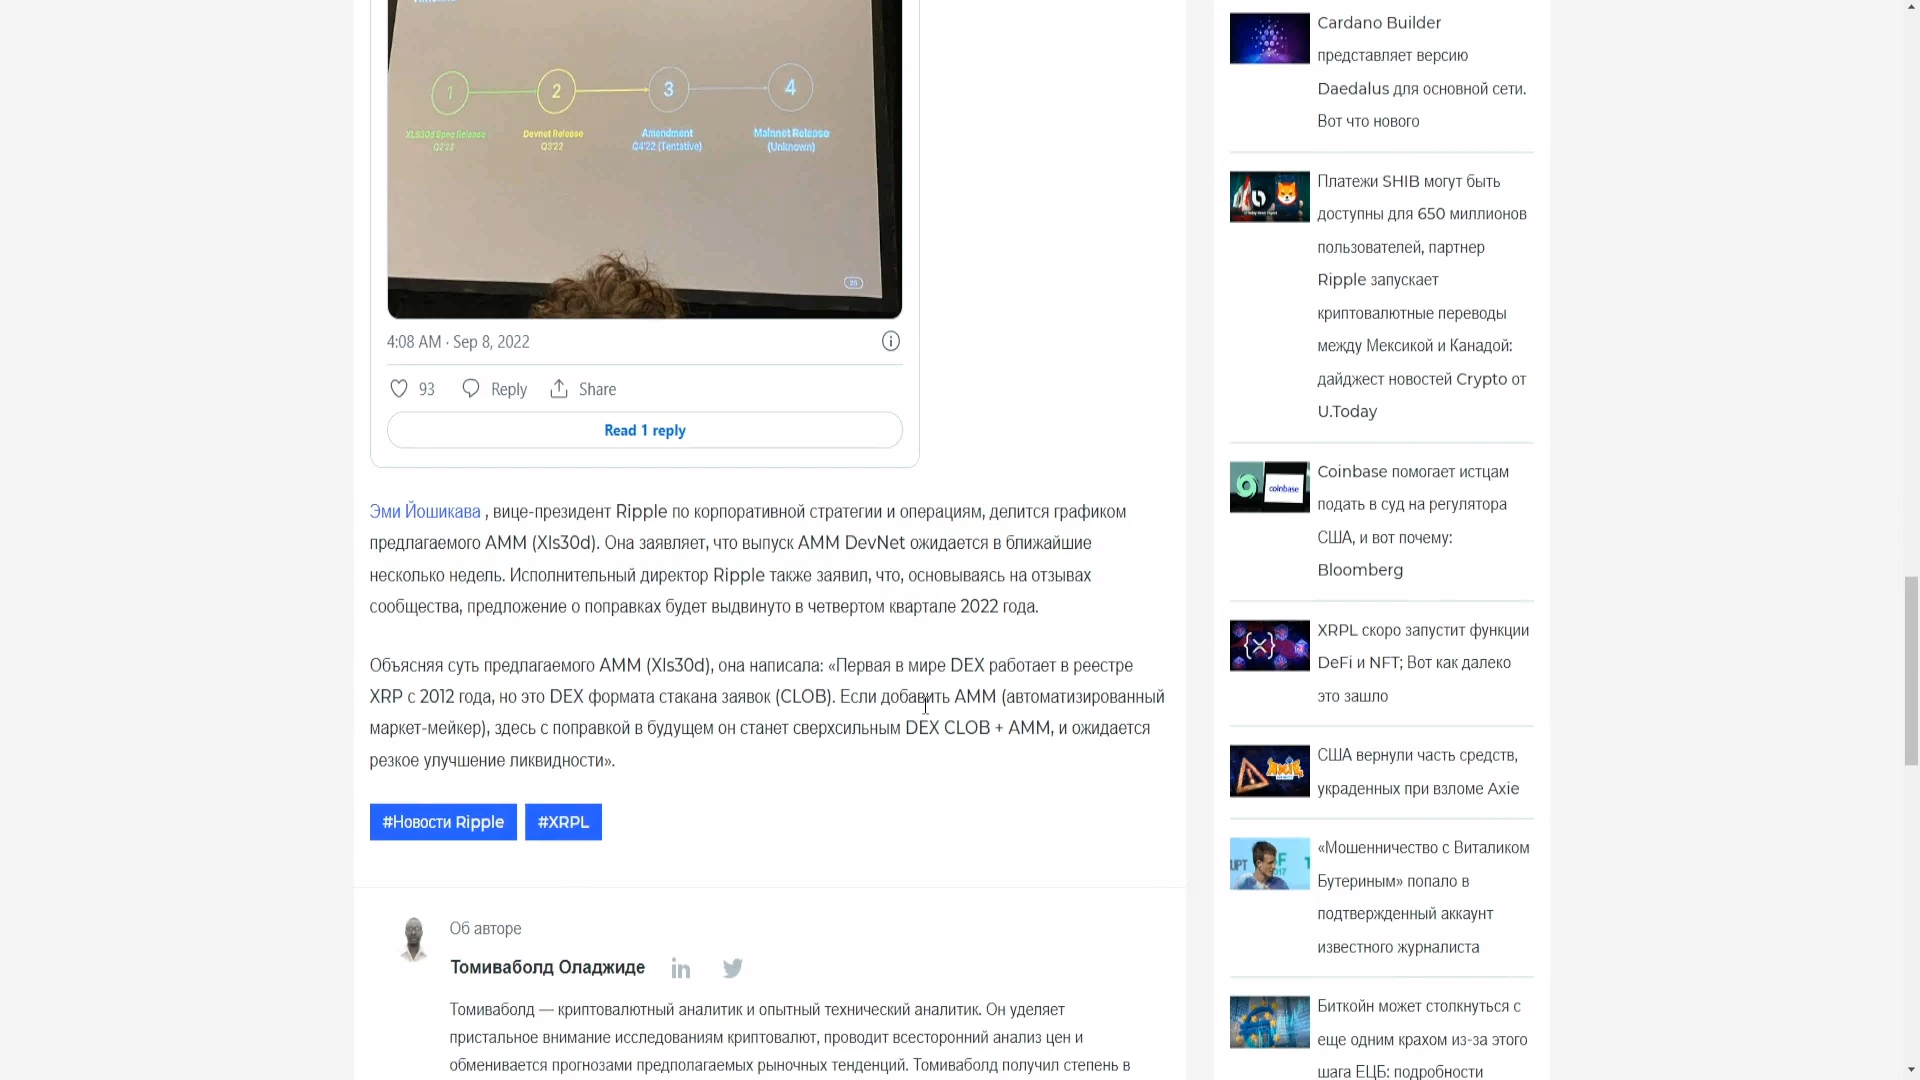 1
2
3
4
XLS30d Spec Release
Q2'22
Devnet Release
Q3'22
Amendment
Q4'22 (Tentative)
Mainnet Release
(Unknown)
4:08 AM · Sep 8, 2022
93
Reply
Share
Read 1 reply
Эми Йошикава , вице-президент Ripple по корпоративной стратегии и операциям, делится графиком
предлагаемого AMM (Xls30d). Она заявляет, что выпуск AMM DevNet ожидается в ближайшие
несколько недель. Исполнительный директор Ripple также заявил, что, основываясь на отзывах
сообщества, предложение о поправках будет выдвинуто в четвертом квартале 2022 года.
Объясняя суть предлагаемого AMM (Xls30d), она написала: «Первая в мире DEX работает в реестре
XRP с 2012 года, но это DEX формата стакана заявок (CLOB). Если добавить AMM (автоматизированный
маркет-мейкер), здесь с поправкой в будущем он станет сверхсильным DEX CLOB + AMM, и ожидается
резкое улучшение ликвидности».
#Новости Ripple
#XRPL
Об авторе
Томиваболд Оладжиде
in
Томиваболд — криптовалютный аналитик и опытный технический аналитик. Он уделяет
пристальное внимание исследованиям криптовалют, проводит всесторонний анализ цен и
обменивается прогнозами предполагаемых рыночных тенденций. Томиваболд получил степень в
Cardano Builder
представляет версию
Daedalus для основной сети.
Вот что нового
Платежи SHIB могут быть
доступны для 650 миллионов
пользователей, партнер
Ripple запускает
криптовалютные переводы
между Мексикой и Канадой:
дайджест новостей Crypto от
U.Today
coinbase
Coinbase помогает истцам
подать в суд на регулятора
США, и вот почему:
Bloomberg
XRPL скоро запустит функции
DeFi и NFT; Вот как далеко
это зашло
США вернули часть средств,
украденных при взломе Axie
«Мошенничество с Виталиком
Бутериным» попало в
подтвержденный аккаунт
известного журналиста
Биткойн может столкнуться с
еще одним крахом из-за этого
шага ЕЦБ: подробности